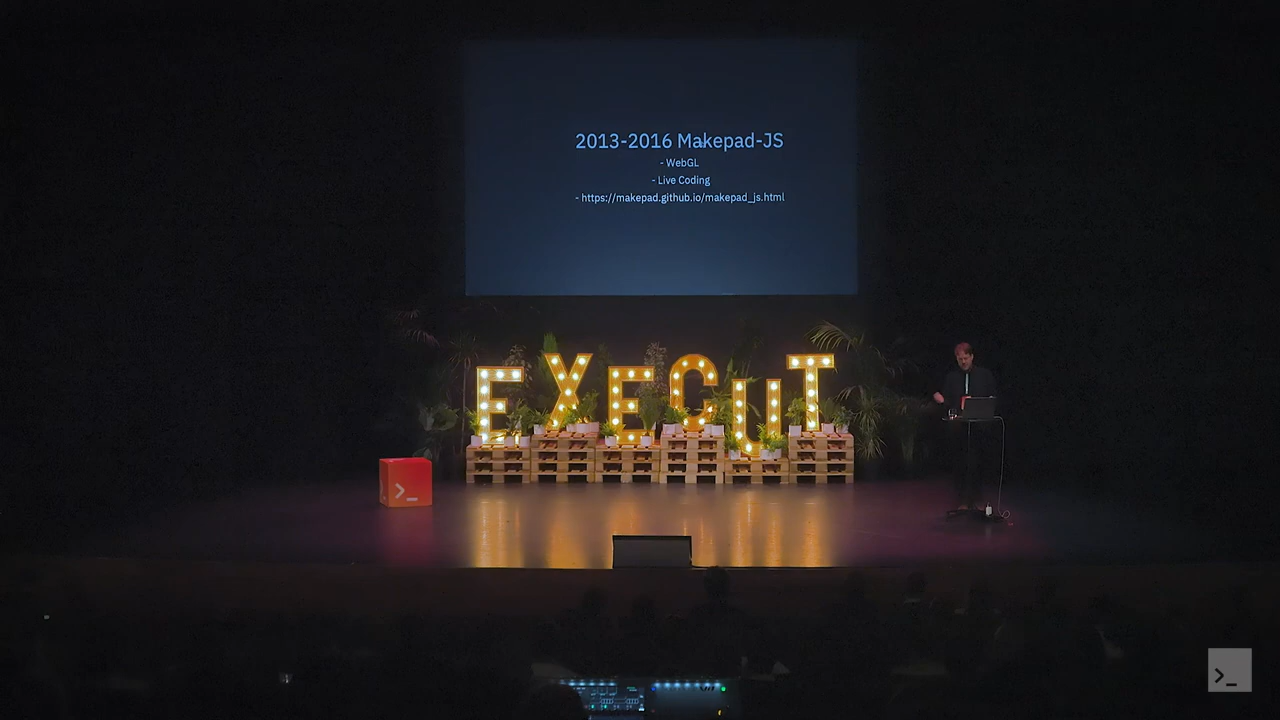 2013-2016 Makepad-JS
- WebGL
- Live Coding
- https://makepad.github.io/makepad_js.html
EXECUT
>_
>_